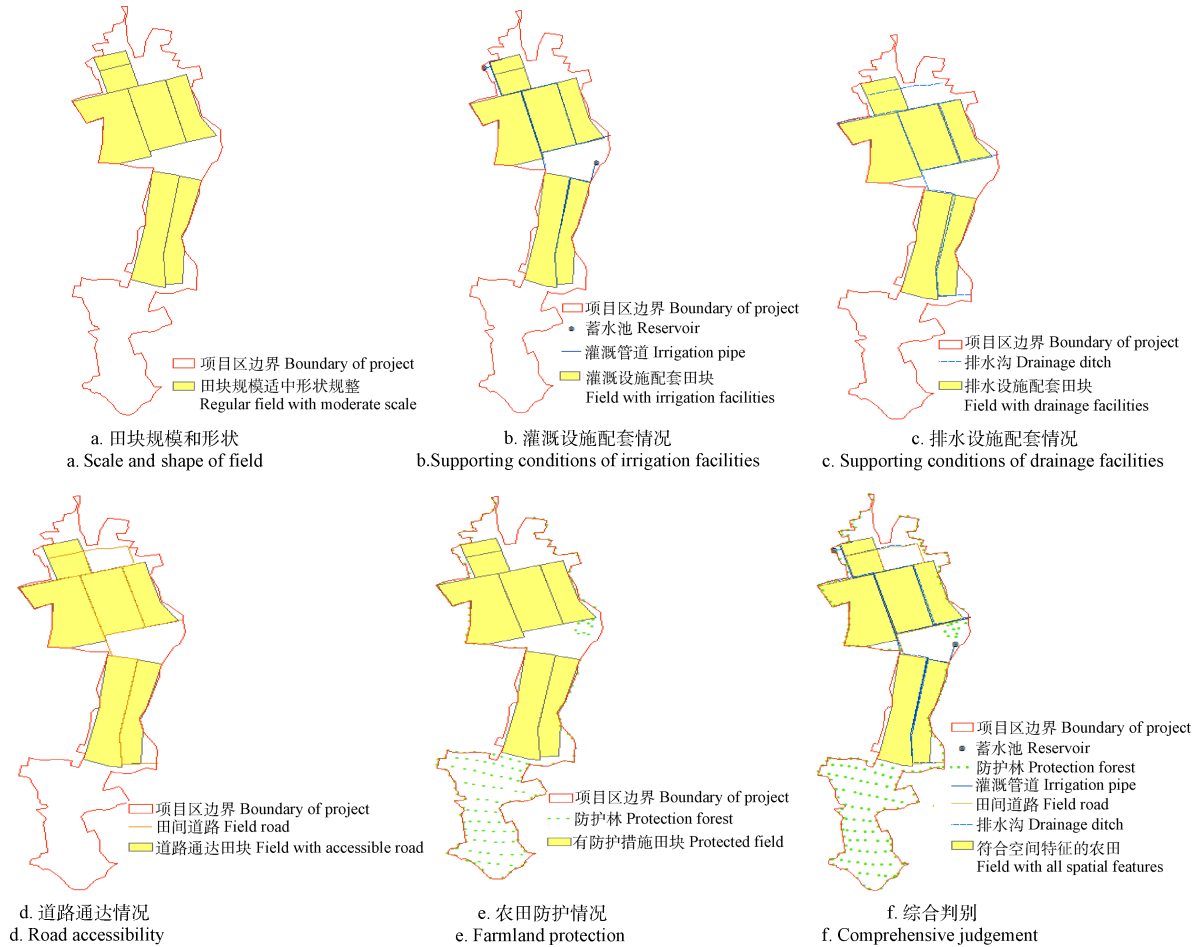 项目区边界 Boundary of project
田块规模适中形状规整
Regular field with moderate scale
a. 田块规模和形状
a. Scale and shape of field
项目区边界 Boundary of project
蓄水池 Reservoir
灌溉管道 Irrigation pipe
灌溉设施配套田块
Field with irrigation facilities
b. 灌溉设施配套情况
b.Supporting conditions of irrigation facilities
项目区边界 Boundary of project
排水沟 Drainage ditch
排水设施配套田块
Field with drainage facilities
c. 排水设施配套情况
c. Supporting conditions of drainage facilities
项目区边界 Boundary of project
田间道路 Field road
道路通达田块 Field with accessible road
d. 道路通达情况
d. Road accessibility
项目区边界 Boundary of project
防护林 Protection forest
有防护措施田块 Protected field
e. 农田防护情况
e. Farmland protection
项目区边界 Boundary of project
蓄水池 Reservoir
防护林 Protection forest
灌溉管道 Irrigation pipe
田间道路 Field road
排水沟 Drainage ditch
符合空间特征的农田
Field with all spatial features
f. 综合判别
f. Comprehensive judgement